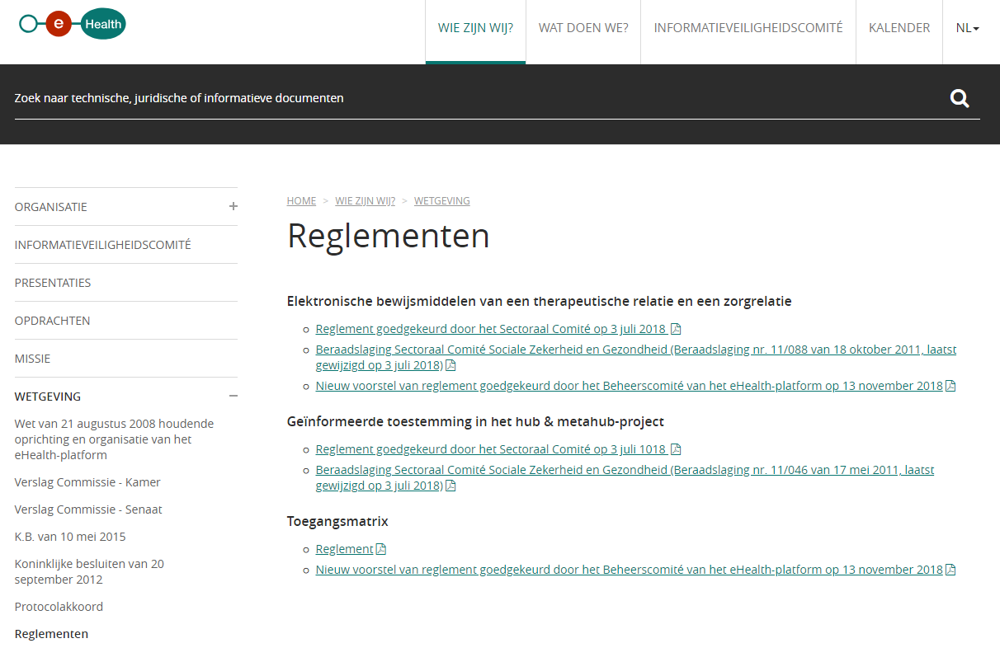 e Health
WIE ZIJN WIJ?
WAT DOEN WE?
INFORMATIEVEILIGHEIDSCOMITÉ
KALENDER
NL
Zoek naar technische, juridische of informatieve documenten
ORGANISATIE +
INFORMATIEVEILIGHEIDSCOMITÉ
PRESENTATIES
OPDRACHTEN
MISSIE
WETGEVING −
Wet van 21 augustus 2008 houdende
oprichting en organisatie van het
eHealth-platform
Verslag Commissie - Kamer
Verslag Commissie - Senaat
K.B. van 10 mei 2015
Koninklijke besluiten van 20
september 2012
Protocolakkoord
Reglementen
HOME > WIE ZIJN WIJ? > WETGEVING
Reglementen
Elektronische bewijsmiddelen van een therapeutische relatie en een zorgrelatie
Reglement goedgekeurd door het Sectoraal Comité op 3 juli 2018
Beraadslaging Sectoraal Comité Sociale Zekerheid en Gezondheid (Beraadslaging nr. 11/088 van 18 oktober 2011, laatst
gewijzigd op 3 juli 2018)
Nieuw voorstel van reglement goedgekeurd door het Beheerscomité van het eHealth-platform op 13 november 2018
Geïnformeerde toestemming in het hub & metahub-project
Reglement goedgekeurd door het Sectoraal Comité op 3 juli 1018
Beraadslaging Sectoraal Comité Sociale Zekerheid en Gezondheid (Beraadslaging nr. 11/046 van 17 mei 2011, laatst
gewijzigd op 3 juli 2018)
Toegangsmatrix
Reglement
Nieuw voorstel van reglement goedgekeurd door het Beheerscomité van het eHealth-platform op 13 november 2018